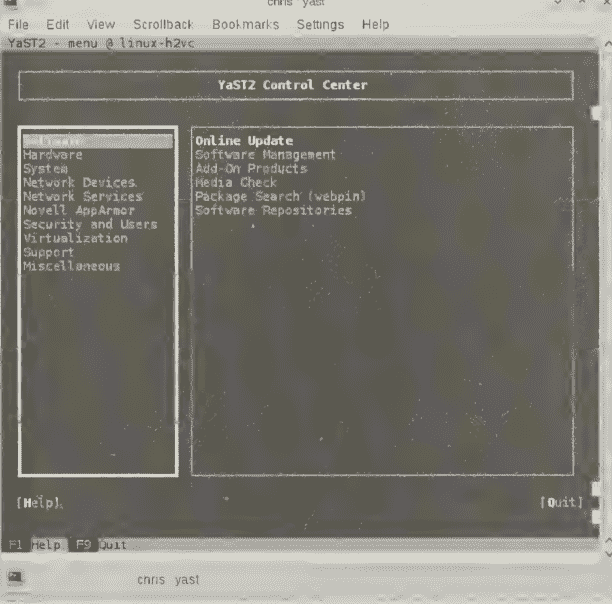 chris yast
File Edit View Scrollback Bookmarks Settings Help
YaST2 - menu @ linux-h2vc
YaST2 Control Center
Hardware
System
Network Devices
Network Services
Novell AppArmor
Security and Users
Virtualization
Support
Miscellaneous
Online Update
Software Management
Add-On Products
Media Check
Package Search (webpin)
Software Repositories
[Help] [Quit]
F1 Help F9 Quit
chris yast